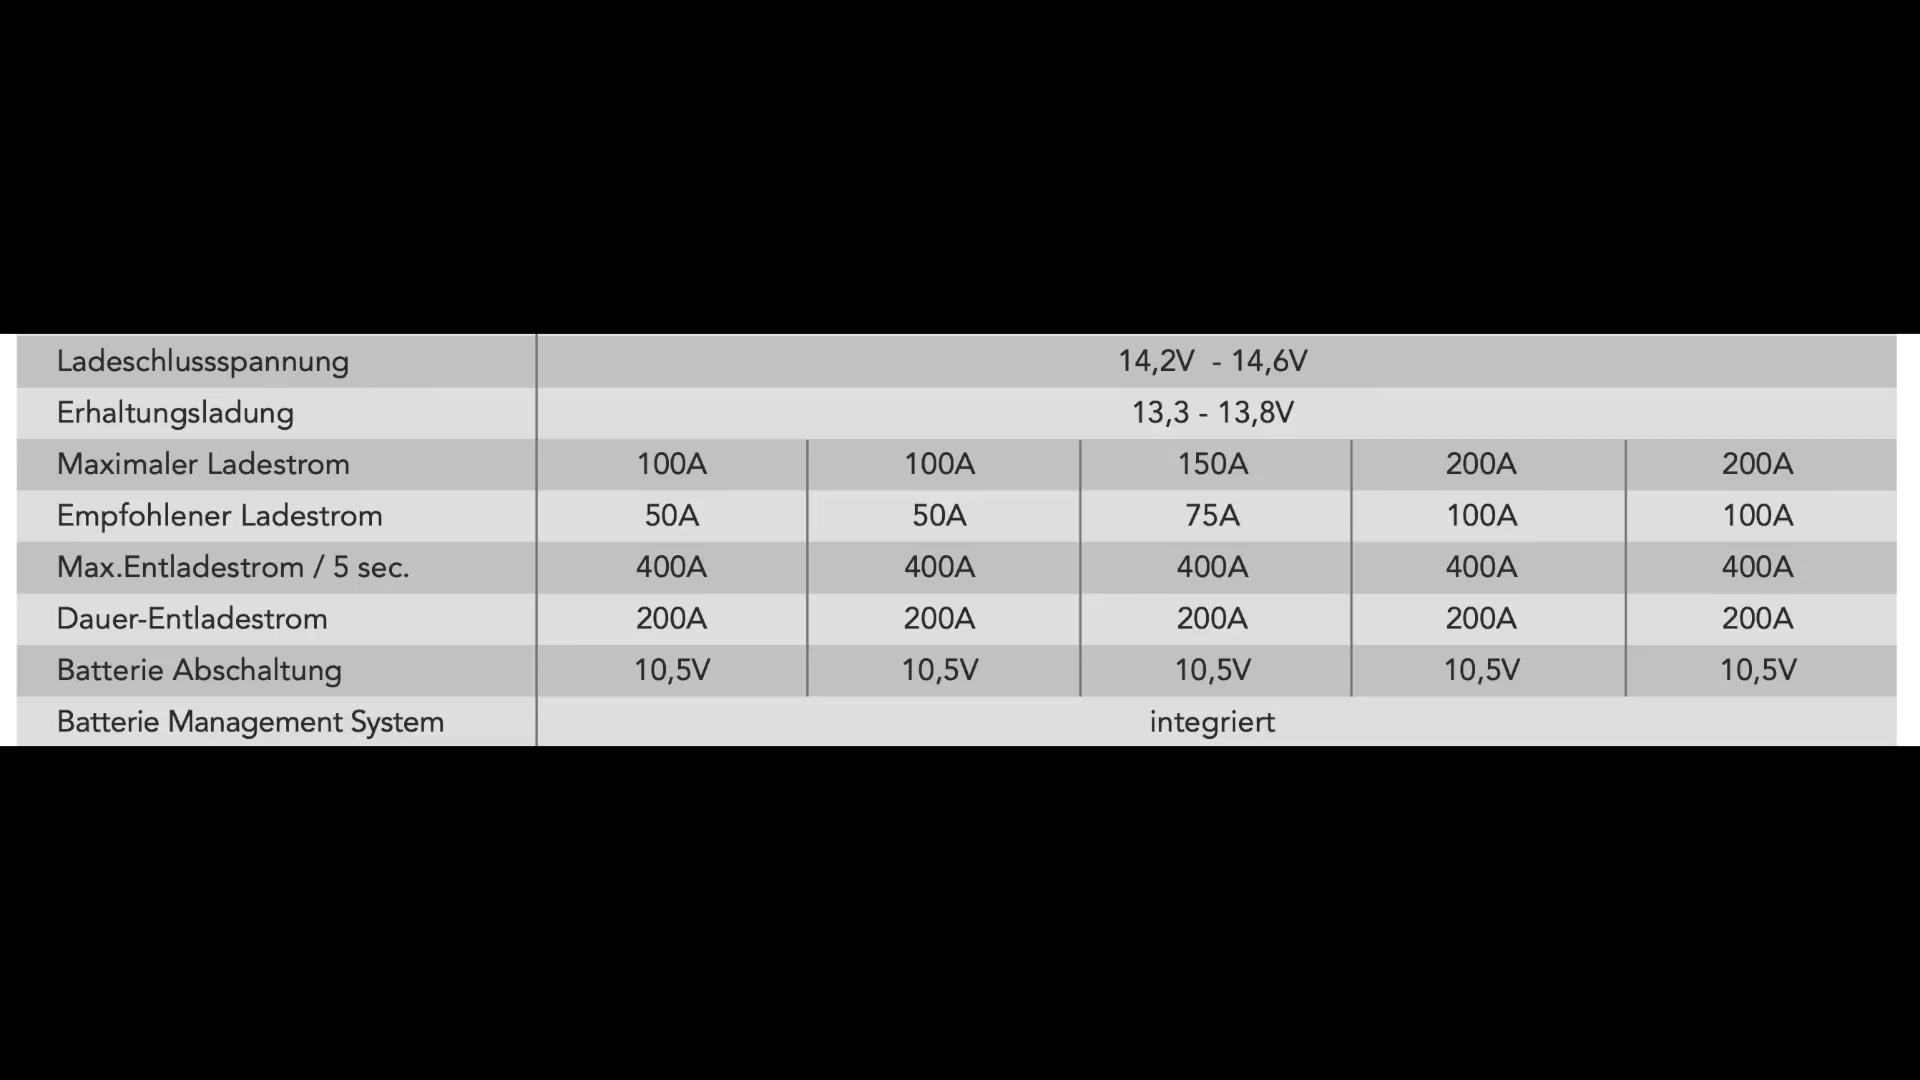 Ladeschlussspannung 14,2V - 14,6V
Erhaltungsladung 13,3 - 13,8V
Maximaler Ladestrom 100A 100A 150A 200A 200A
Empfohlener Ladestrom 50A 50A 75A 100A 100A
Max.Entladestrom / 5 sec. 400A 400A 400A 400A 400A
Dauer-Entladestrom 200A 200A 200A 200A 200A
Batterie Abschaltung 10,5V 10,5V 10,5V 10,5V 10,5V
Batterie Management System integriert